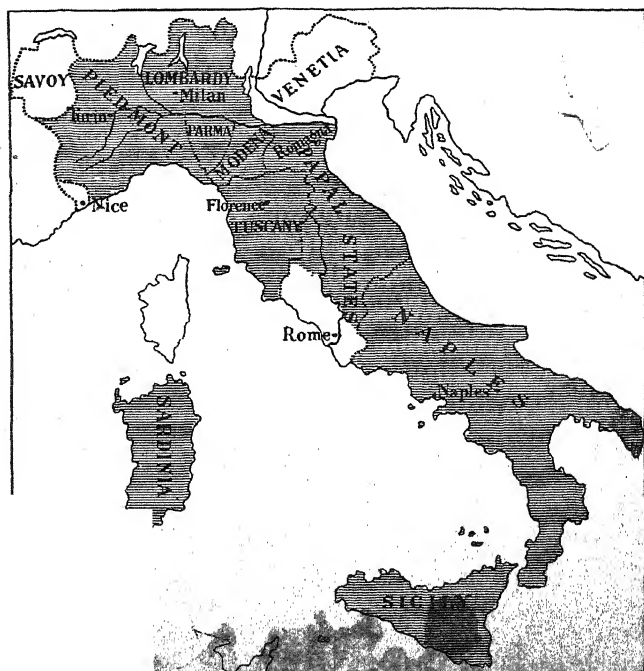 SAVOY
PIEDMONT
LOMBARDY
Milan
VENETIA
Turin
PARMA
MODENA
Romagna
PAPAL STATES
Nice
Florence
TUSCANY
Rome
NAPLES
Naples
SARDINIA
SICILY